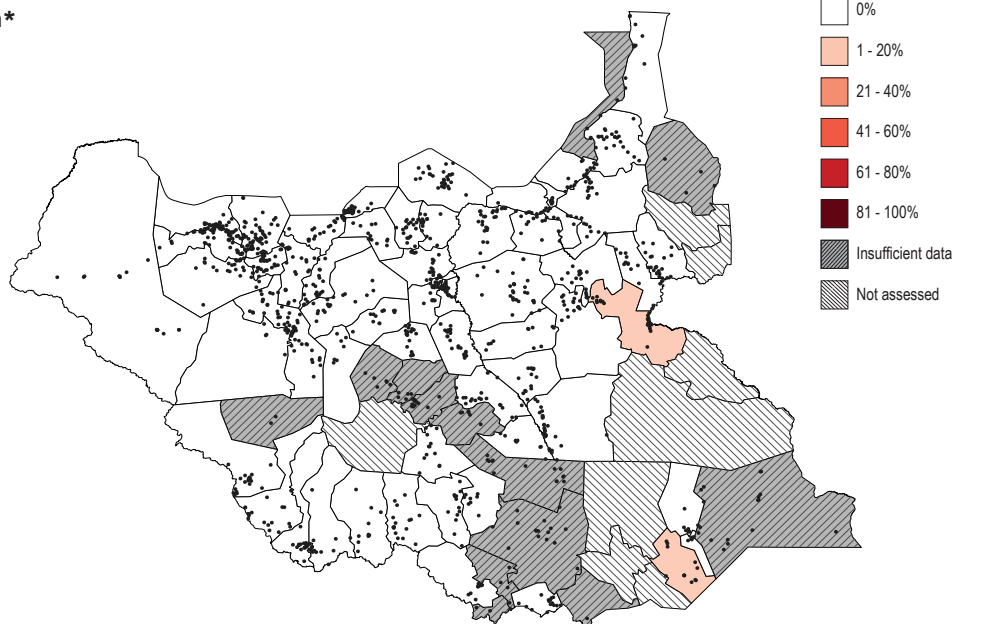 0%
1 - 20%
21 - 40%
41 - 60%
61 - 80%
81 - 100%
Insufficient data
Not assessed